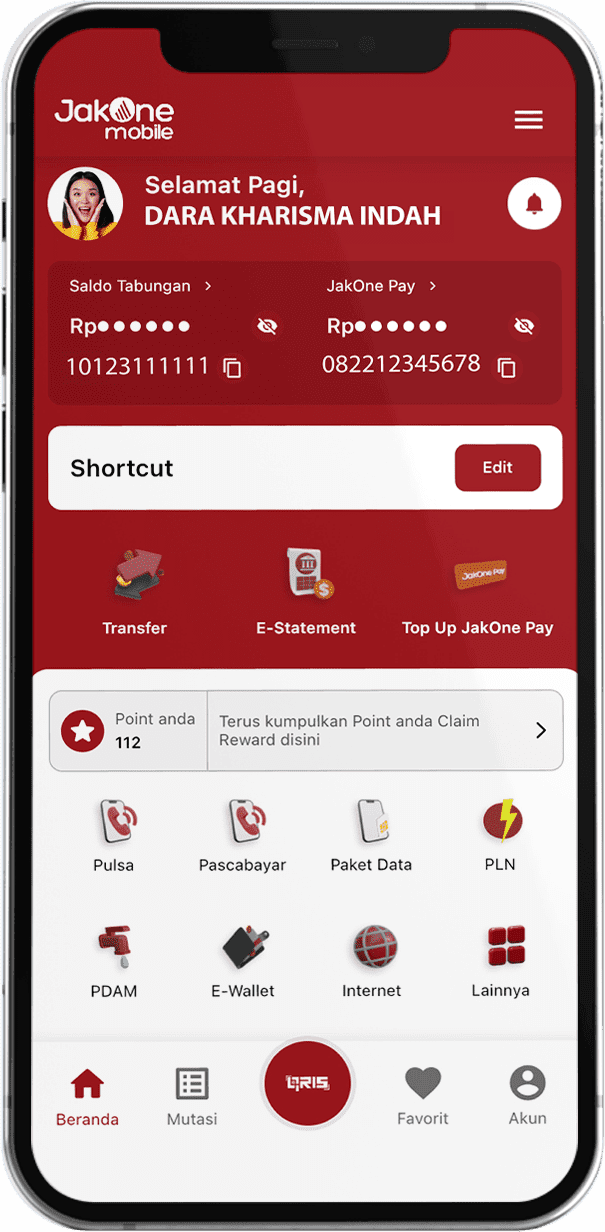 JakOne
mobile
Selamat Pagi,
DARA KHARISMA INDAH
Saldo Tabungan
JakOne Pay
Rp●●●●●●
Rp●●●●●●
10123111111
082212345678
Shortcut
Edit
JakOne Pay
Transfer
E-Statement
Top Up JakOne Pay
Point anda
112
Terus kumpulkan Point anda Claim
Reward disini
Pulsa
Pascabayar
Paket Data
PLN
PDAM
E-Wallet
Internet
Lainnya
QRIS
Beranda
Mutasi
Favorit
Akun